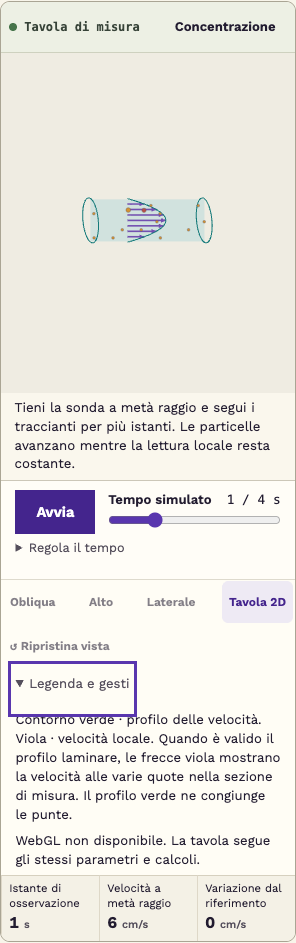 Tavola di misura Concentrazione
Tieni la sonda a metà raggio e segui i
traccianti per più istanti. Le particelle
avanzano mentre la lettura locale resta
costante.
Avvia
Tempo simulato 1 / 4 s
▶ Regola il tempo
Obliqua Alto Laterale Tavola 2D
↺ Ripristina vista
▼ Legenda e gesti
Contorno verde · profilo delle velocità.
Viola · velocità locale. Quando è valido il
profilo laminare, le frecce viola mostrano
la velocità alle varie quote nella sezione
di misura. Il profilo verde ne congiunge
le punte.
WebGL non disponibile. La tavola segue
gli stessi parametri e calcoli.
Istante di
osservazione
1 s
Velocità a
metà raggio
6 cm/s
Variazione dal
riferimento
0 cm/s